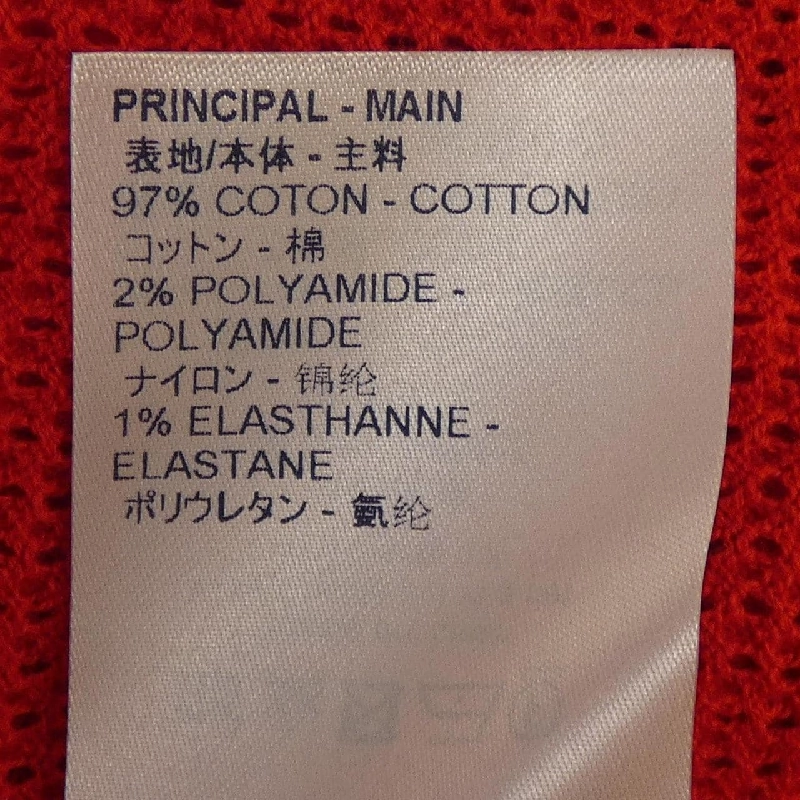 PRINCIPAL - MAIN
表地/本体 - 主料
97% COTON - COTTON
コットン - 棉
2% POLYAMIDE -
POLYAMIDE
ナイロン - 锦纶
1% ELASTHANNE -
ELASTANE
ポリウレタン - 氨纶